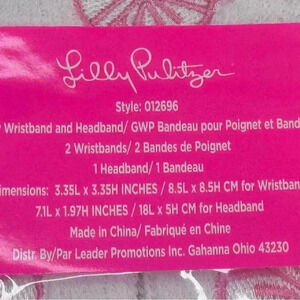 Lilly Pulitzer
Style: 012696
Wristband and Headband/ GWP Bandeau pour Poignet et Band
2 Wristbands/ 2 Bandes de Poignet
1 Headband/ 1 Bandeau
imensions: 3.35L x 3.35H INCHES / 8.5L x 8.5H CM for Wristban
7.1L x 1.97H INCHES / 18L x 5H CM for Headband
Made in China/ Fabriqué en Chine
Distr. By/Par Leader Promotions Inc. Gahanna Ohio 43230